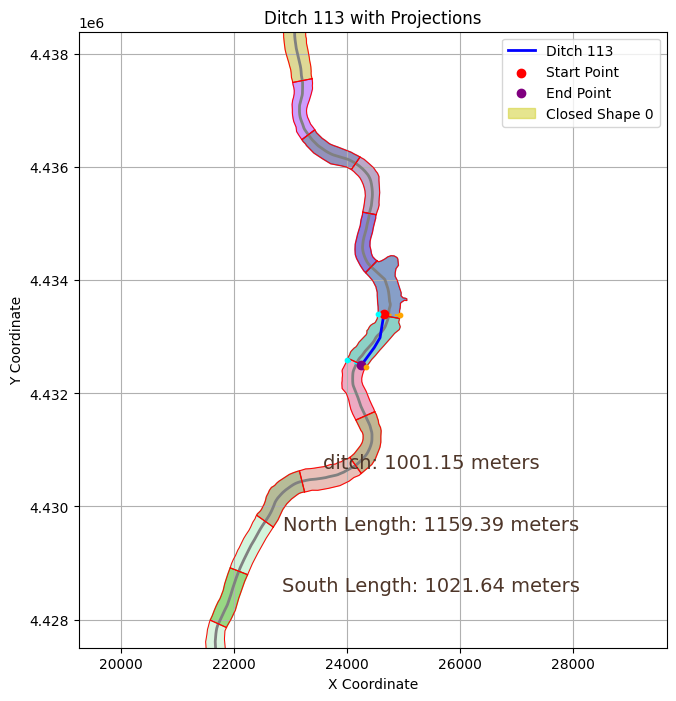 Ditch 113 with Projections
1e6
Ditch 113
Start Point
End Point
Closed Shape 0
4.438
4.436
4.434
4.432
4.430
4.428
Y Coordinate
ditch: 1001.15 meters
North Length: 1159.39 meters
South Length: 1021.64 meters
20000 22000 24000 26000 28000
X Coordinate